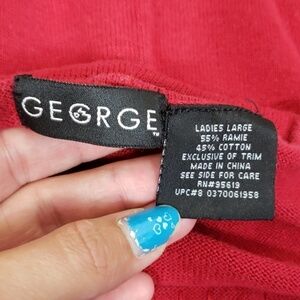 GEORGE
TM
LADIES LARGE
55% RAMIE
45% COTTON
EXCLUSIVE OF TRIM
MADE IN CHINA
SEE SIDE FOR CARE
RN#95619
UPC#8 0370061958